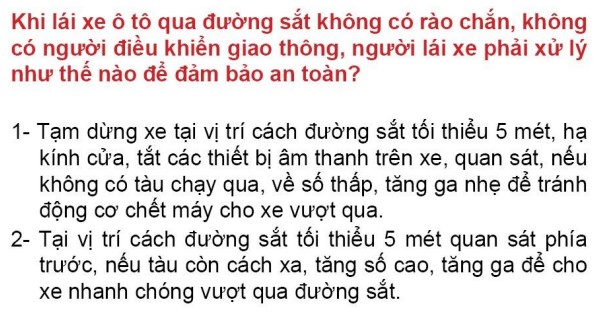 Khi lái xe ô tô qua đường sắt không có rào chắn, không
có người điều khiển giao thông, người lái xe phải xử lý
như thế nào để đảm bảo an toàn?
1- Tạm dừng xe tại vị trí cách đường sắt tối thiểu 5 mét, hạ
kính cửa, tắt các thiết bị âm thanh trên xe, quan sát, nếu
không có tàu chạy qua, về số thấp, tăng ga nhẹ để tránh
động cơ chết máy cho xe vượt qua.
2- Tại vị trí cách đường sắt tối thiểu 5 mét quan sát phía
trước, nếu tàu còn cách xa, tăng số cao, tăng ga để cho
xe nhanh chóng vượt qua đường sắt.